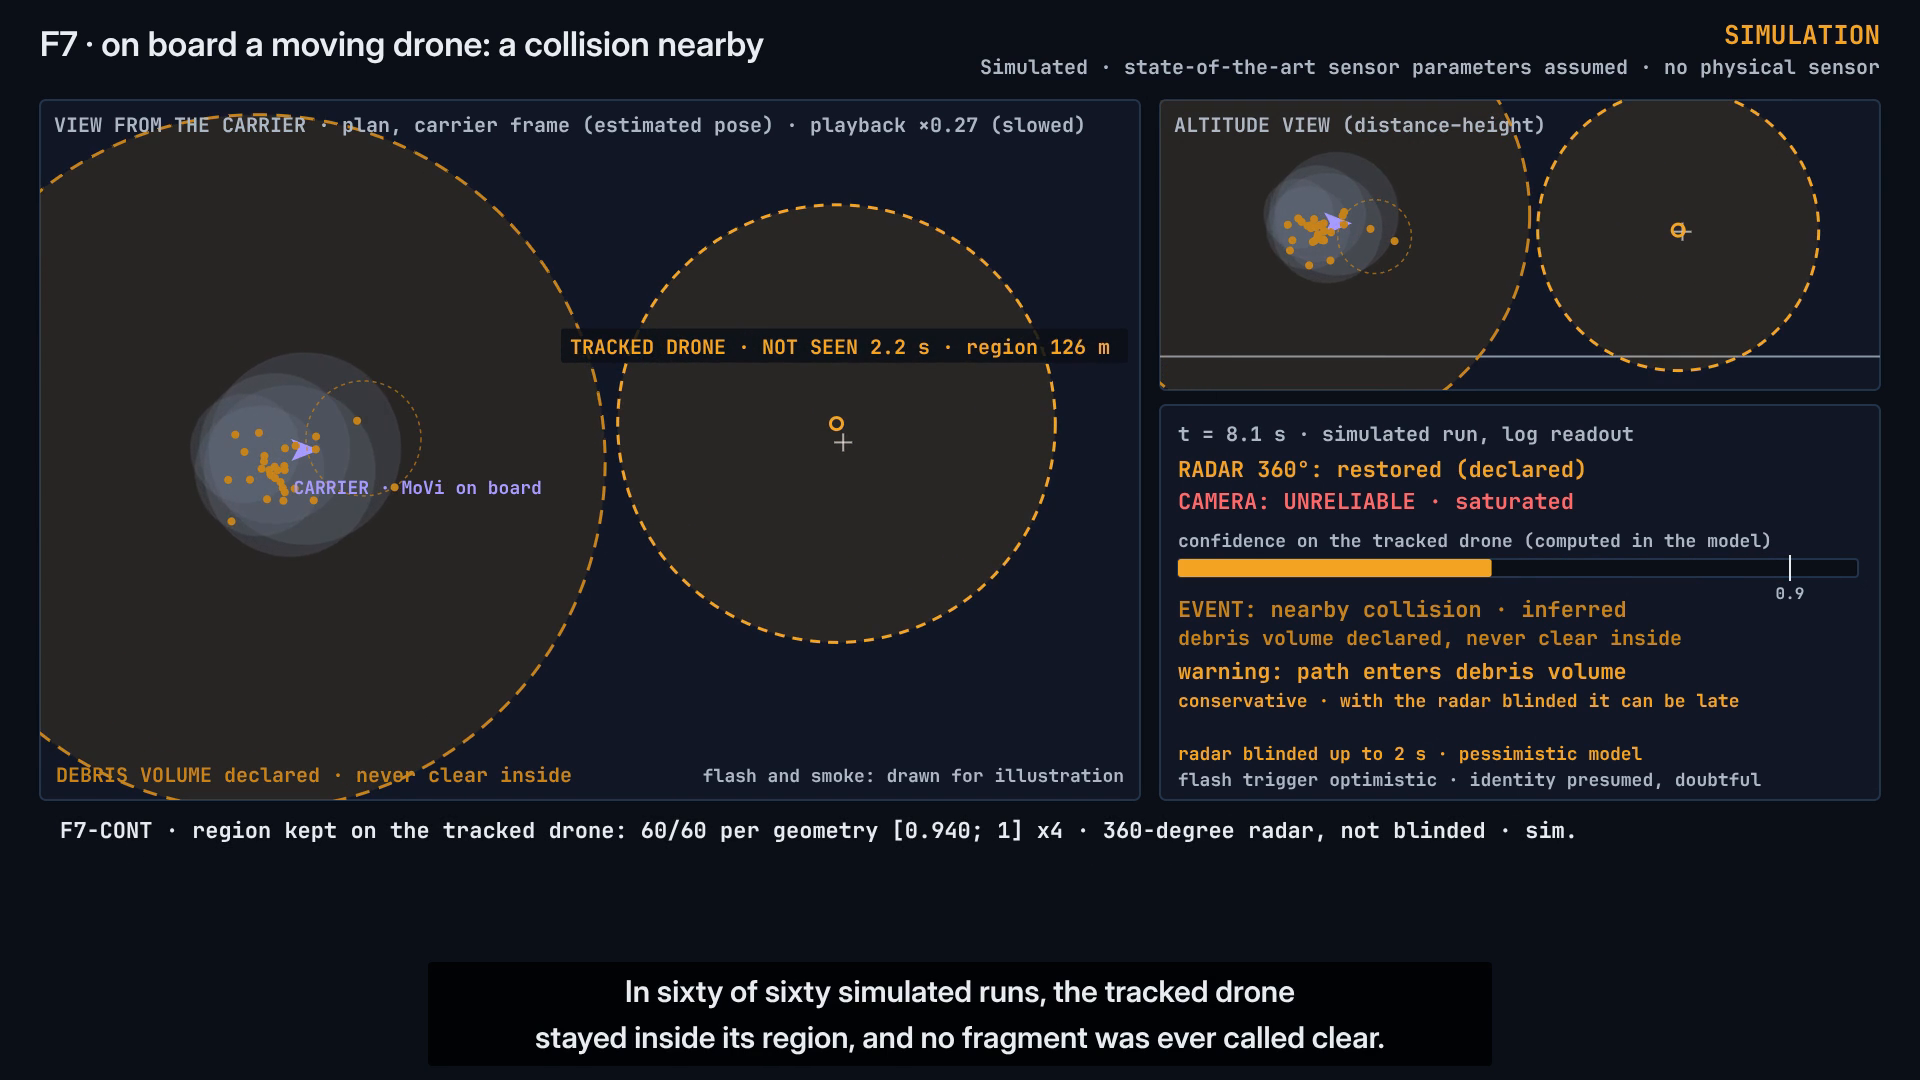 F7 · on board a moving drone: a collision nearby
SIMULATION
Simulated · state-of-the-art sensor parameters assumed · no physical sensor
VIEW FROM THE CARRIER · plan, carrier frame (estimated pose) · playback ×0.27 (slowed)
TRACKED DRONE · NOT SEEN 2.2 s · region 126 m
CARRIER · MoVi on board
DEBRIS VOLUME declared · never clear inside
flash and smoke: drawn for illustration
ALTITUDE VIEW (distance-height)
t = 8.1 s · simulated run, log readout
RADAR 360°: restored (declared)
CAMERA: UNRELIABLE · saturated
confidence on the tracked drone (computed in the model)
0.9
EVENT: nearby collision · inferred
debris volume declared, never clear inside
warning: path enters debris volume
conservative · with the radar blinded it can be late
radar blinded up to 2 s · pessimistic model
flash trigger optimistic · identity presumed, doubtful
F7-CONT · region kept on the tracked drone: 60/60 per geometry [0.940; 1] x4 · 360-degree radar, not blinded · sim.
In sixty of sixty simulated runs, the tracked drone
stayed inside its region, and no fragment was ever called clear.